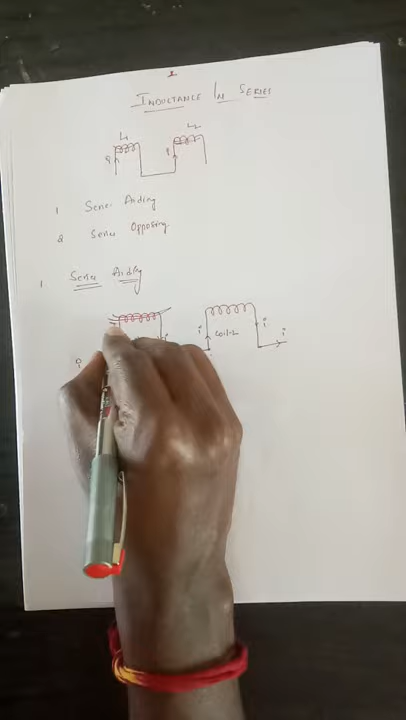 INDUCTANCE IN SERIES
L1 L2
1 Series Aiding
2 Series Opposing
1 Series Aiding
i coil-2 i i